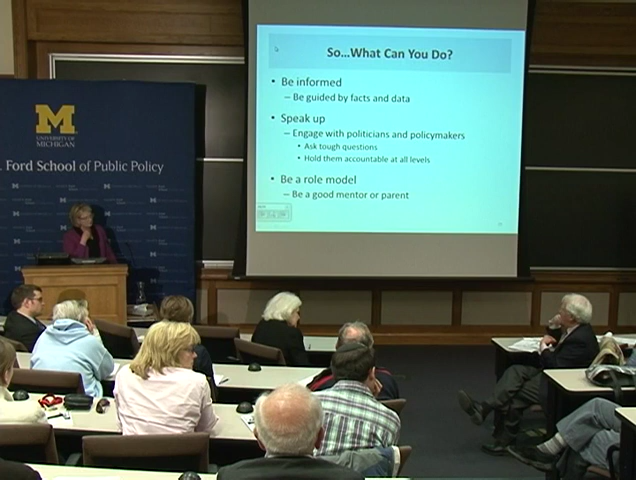 So...What Can You Do?
• Be informed
– Be guided by facts and data
• Speak up
– Engage with politicians and policymakers
• Ask tough questions
• Hold them accountable at all levels
• Be a role model
– Be a good mentor or parent
M
UNIVERSITY OF
MICHIGAN
. Ford School of Public Policy